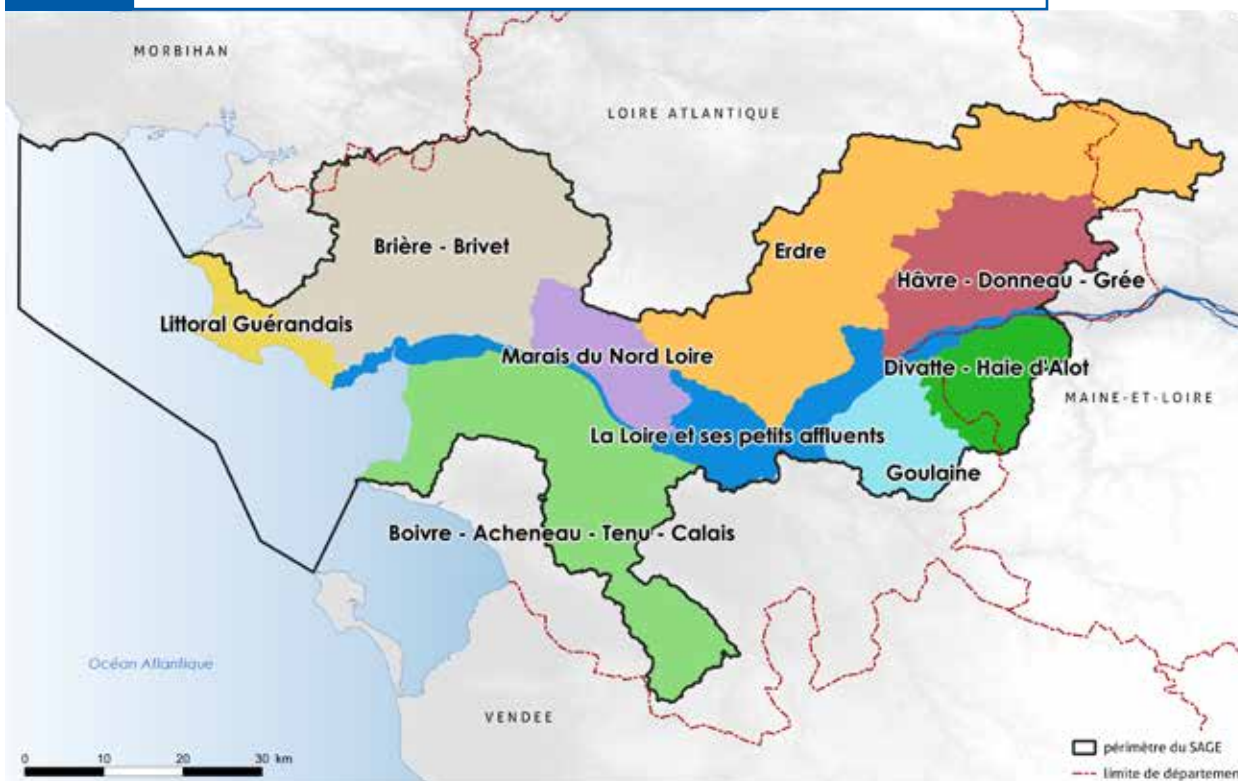 MORBIHAN
LOIRE ATLANTIQUE
Brière - Brivet
Erdre
Hâvre - Donneau - Grée
Littoral Guérandais
Marais du Nord Loire
Divatte - Haie d'Alot
MAINE-ET-LOIRE
La Loire et ses petits affluents
Goulaine
Boivre - Acheneau - Tenu - Calais
Océan Atlantique
VENDEE
0 10 20 30 km
périmètre du SAGE
limite de département